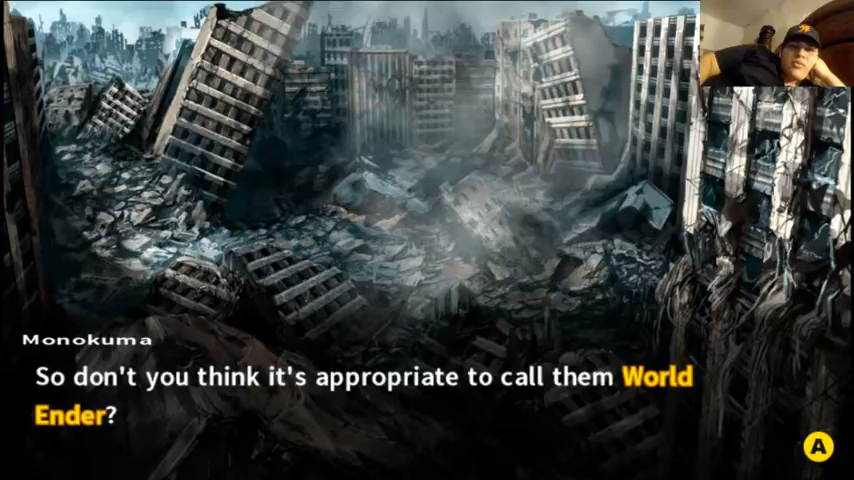 Monokuma
So don't you think it's appropriate to call them World
Ender?
A